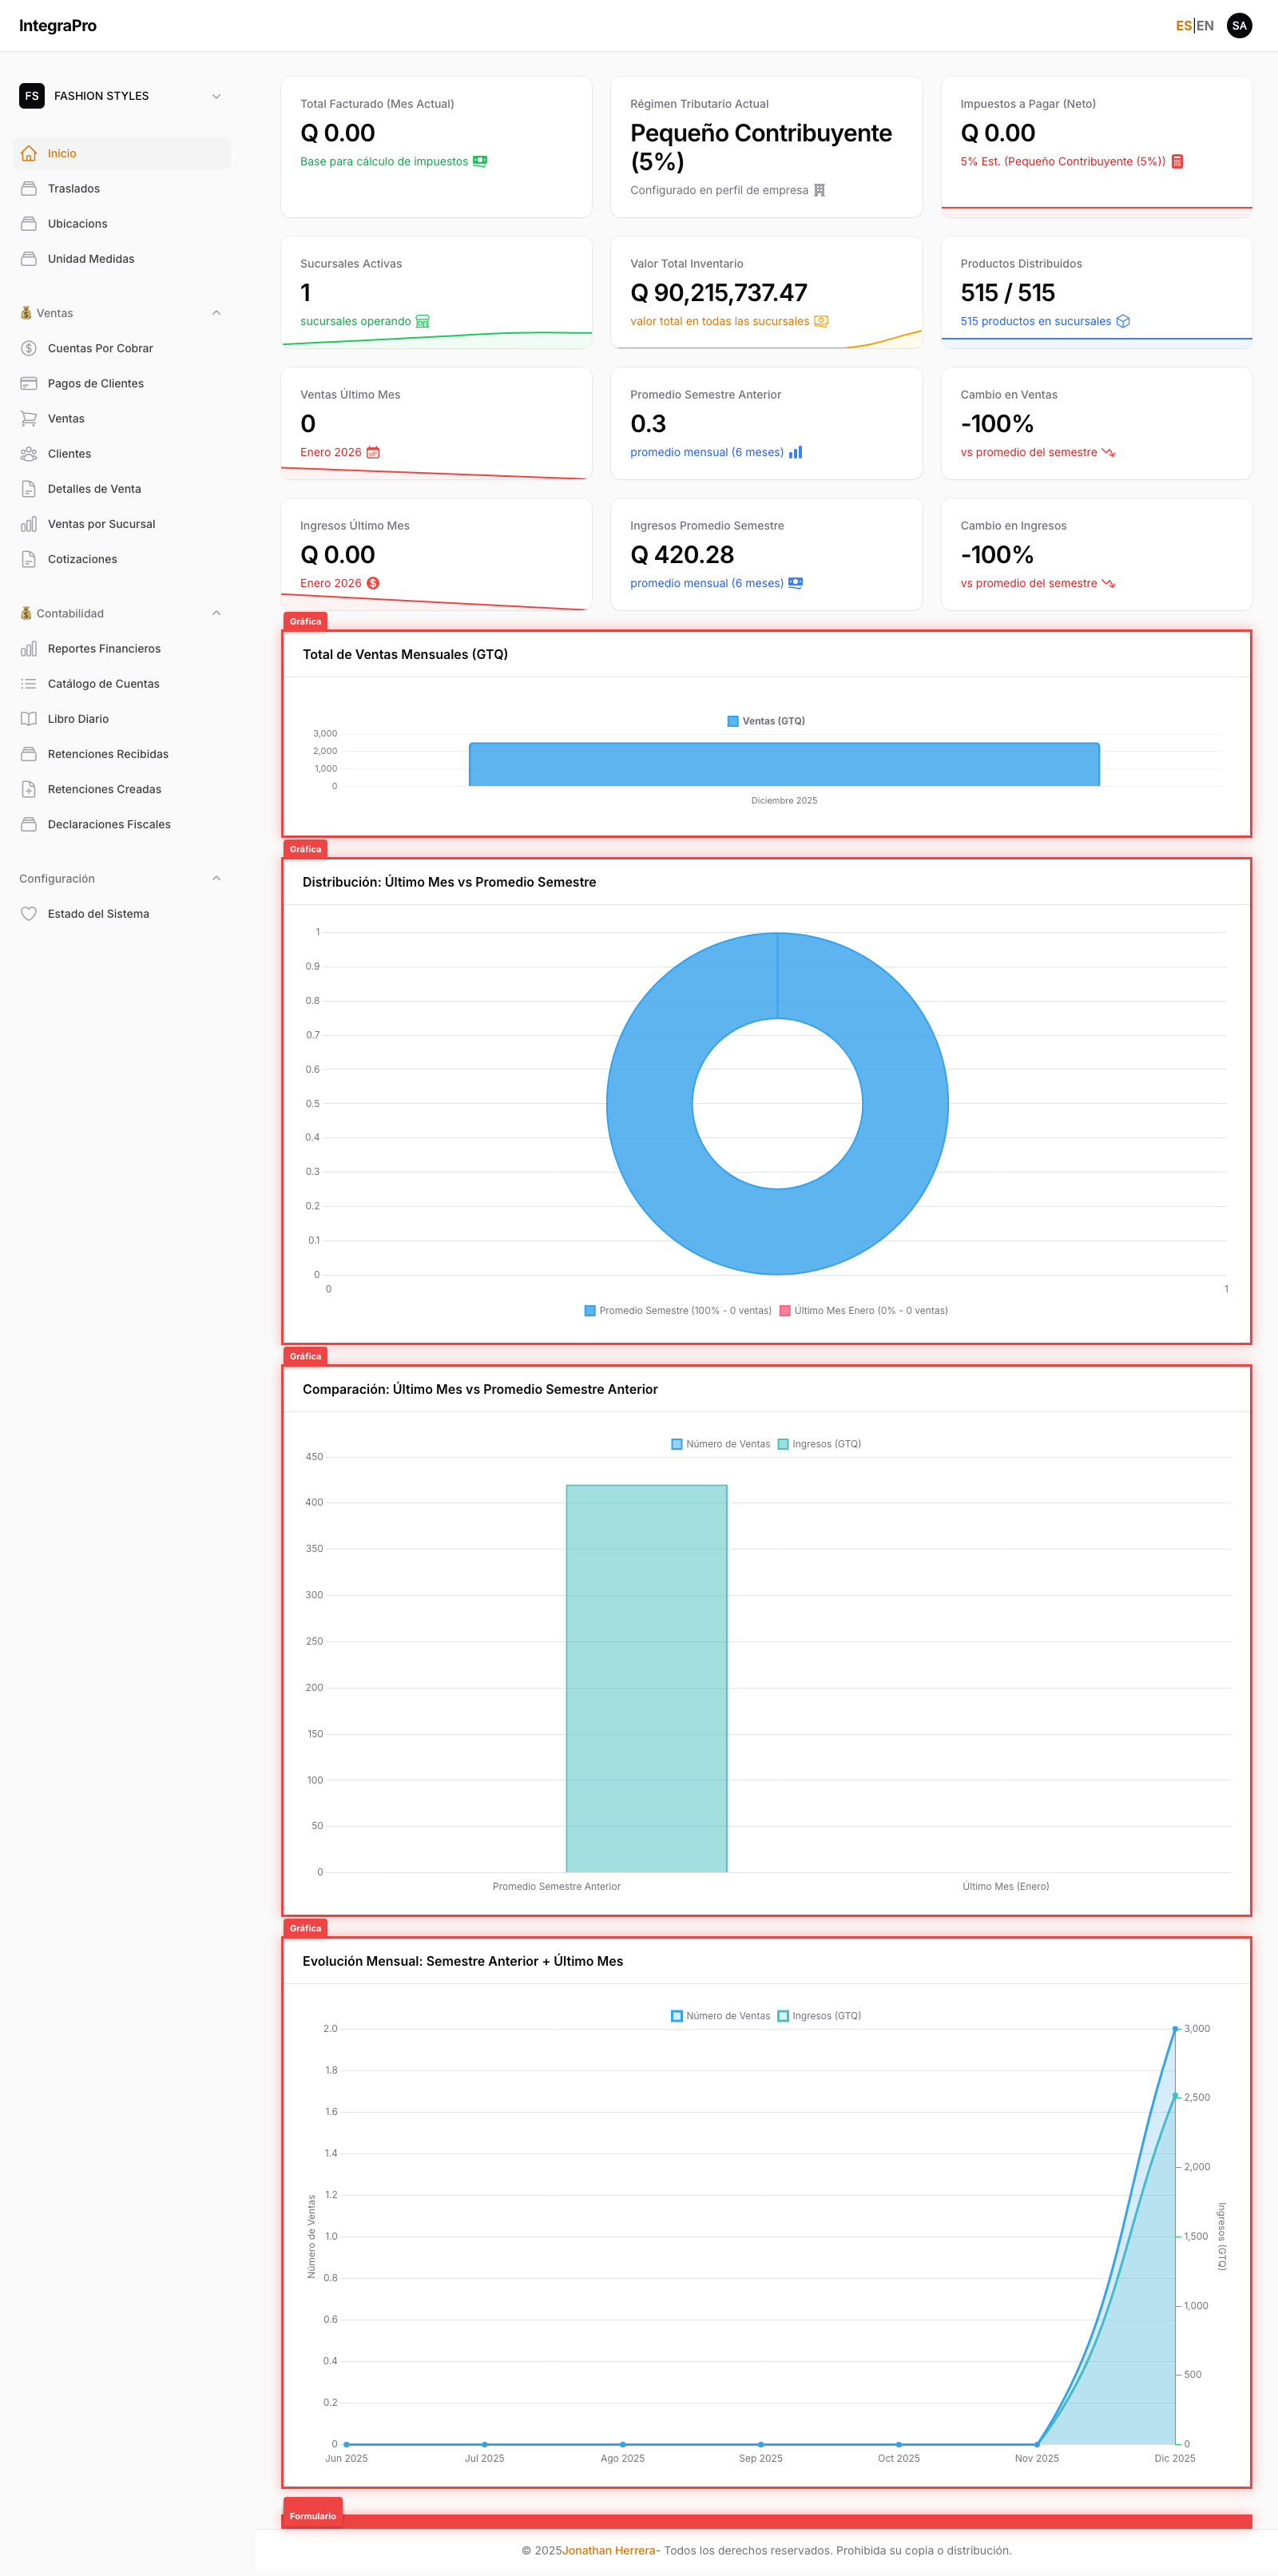 IntegraPro
ES|EN
SA
FS FASHION STYLES
Inicio
Traslados
Ubicacions
Unidad Medidas
Ventas
Cuentas Por Cobrar
Pagos de Clientes
Ventas
Clientes
Detalles de Venta
Ventas por Sucursal
Cotizaciones
Contabilidad
Reportes Financieros
Catálogo de Cuentas
Libro Diario
Retenciones Recibidas
Retenciones Creadas
Declaraciones Fiscales
Configuración
Estado del Sistema
Total Facturado (Mes Actual)
Q 0.00
Base para cálculo de impuestos
Régimen Tributario Actual
Pequeño Contribuyente
(5%)
Configurado en perfil de empresa
Impuestos a Pagar (Neto)
Q 0.00
5% Est. (Pequeño Contribuyente (5%))
Sucursales Activas
1
sucursales operando
Valor Total Inventario
Q 90,215,737.47
valor total en todas las sucursales
Productos Distribuidos
515 / 515
515 productos en sucursales
Ventas Último Mes
0
Enero 2026
Promedio Semestre Anterior
0.3
promedio mensual (6 meses)
Cambio en Ventas
-100%
vs promedio del semestre
Ingresos Último Mes
Q 0.00
Enero 2026
Ingresos Promedio Semestre
Q 420.28
promedio mensual (6 meses)
Cambio en Ingresos
-100%
vs promedio del semestre
Gráfica
Total de Ventas Mensuales (GTQ)
Ventas (GTQ)
3,000
2,000
1,000
0
Diciembre 2025
Gráfica
Distribución: Último Mes vs Promedio Semestre
1
0.9
0.8
0.7
0.6
0.5
0.4
0.3
0.2
0.1
0
0 1
Promedio Semestre (100% - 0 ventas) Último Mes Enero (0% - 0 ventas)
Gráfica
Comparación: Último Mes vs Promedio Semestre Anterior
Número de Ventas Ingresos (GTQ)
450
400
350
300
250
200
150
100
50
0
Promedio Semestre Anterior Último Mes (Enero)
Gráfica
Evolución Mensual: Semestre Anterior + Último Mes
Número de Ventas Ingresos (GTQ)
Número de Ventas
2.0
1.8
1.6
1.4
1.2
1.0
0.8
0.6
0.4
0.2
0
3,000
2,500
2,000
1,500
1,000
500
0
Ingresos (GTQ)
Jun 2025 Jul 2025 Ago 2025 Sep 2025 Oct 2025 Nov 2025 Dic 2025
Formulario
© 2025Jonathan Herrera- Todos los derechos reservados. Prohibida su copia o distribución.